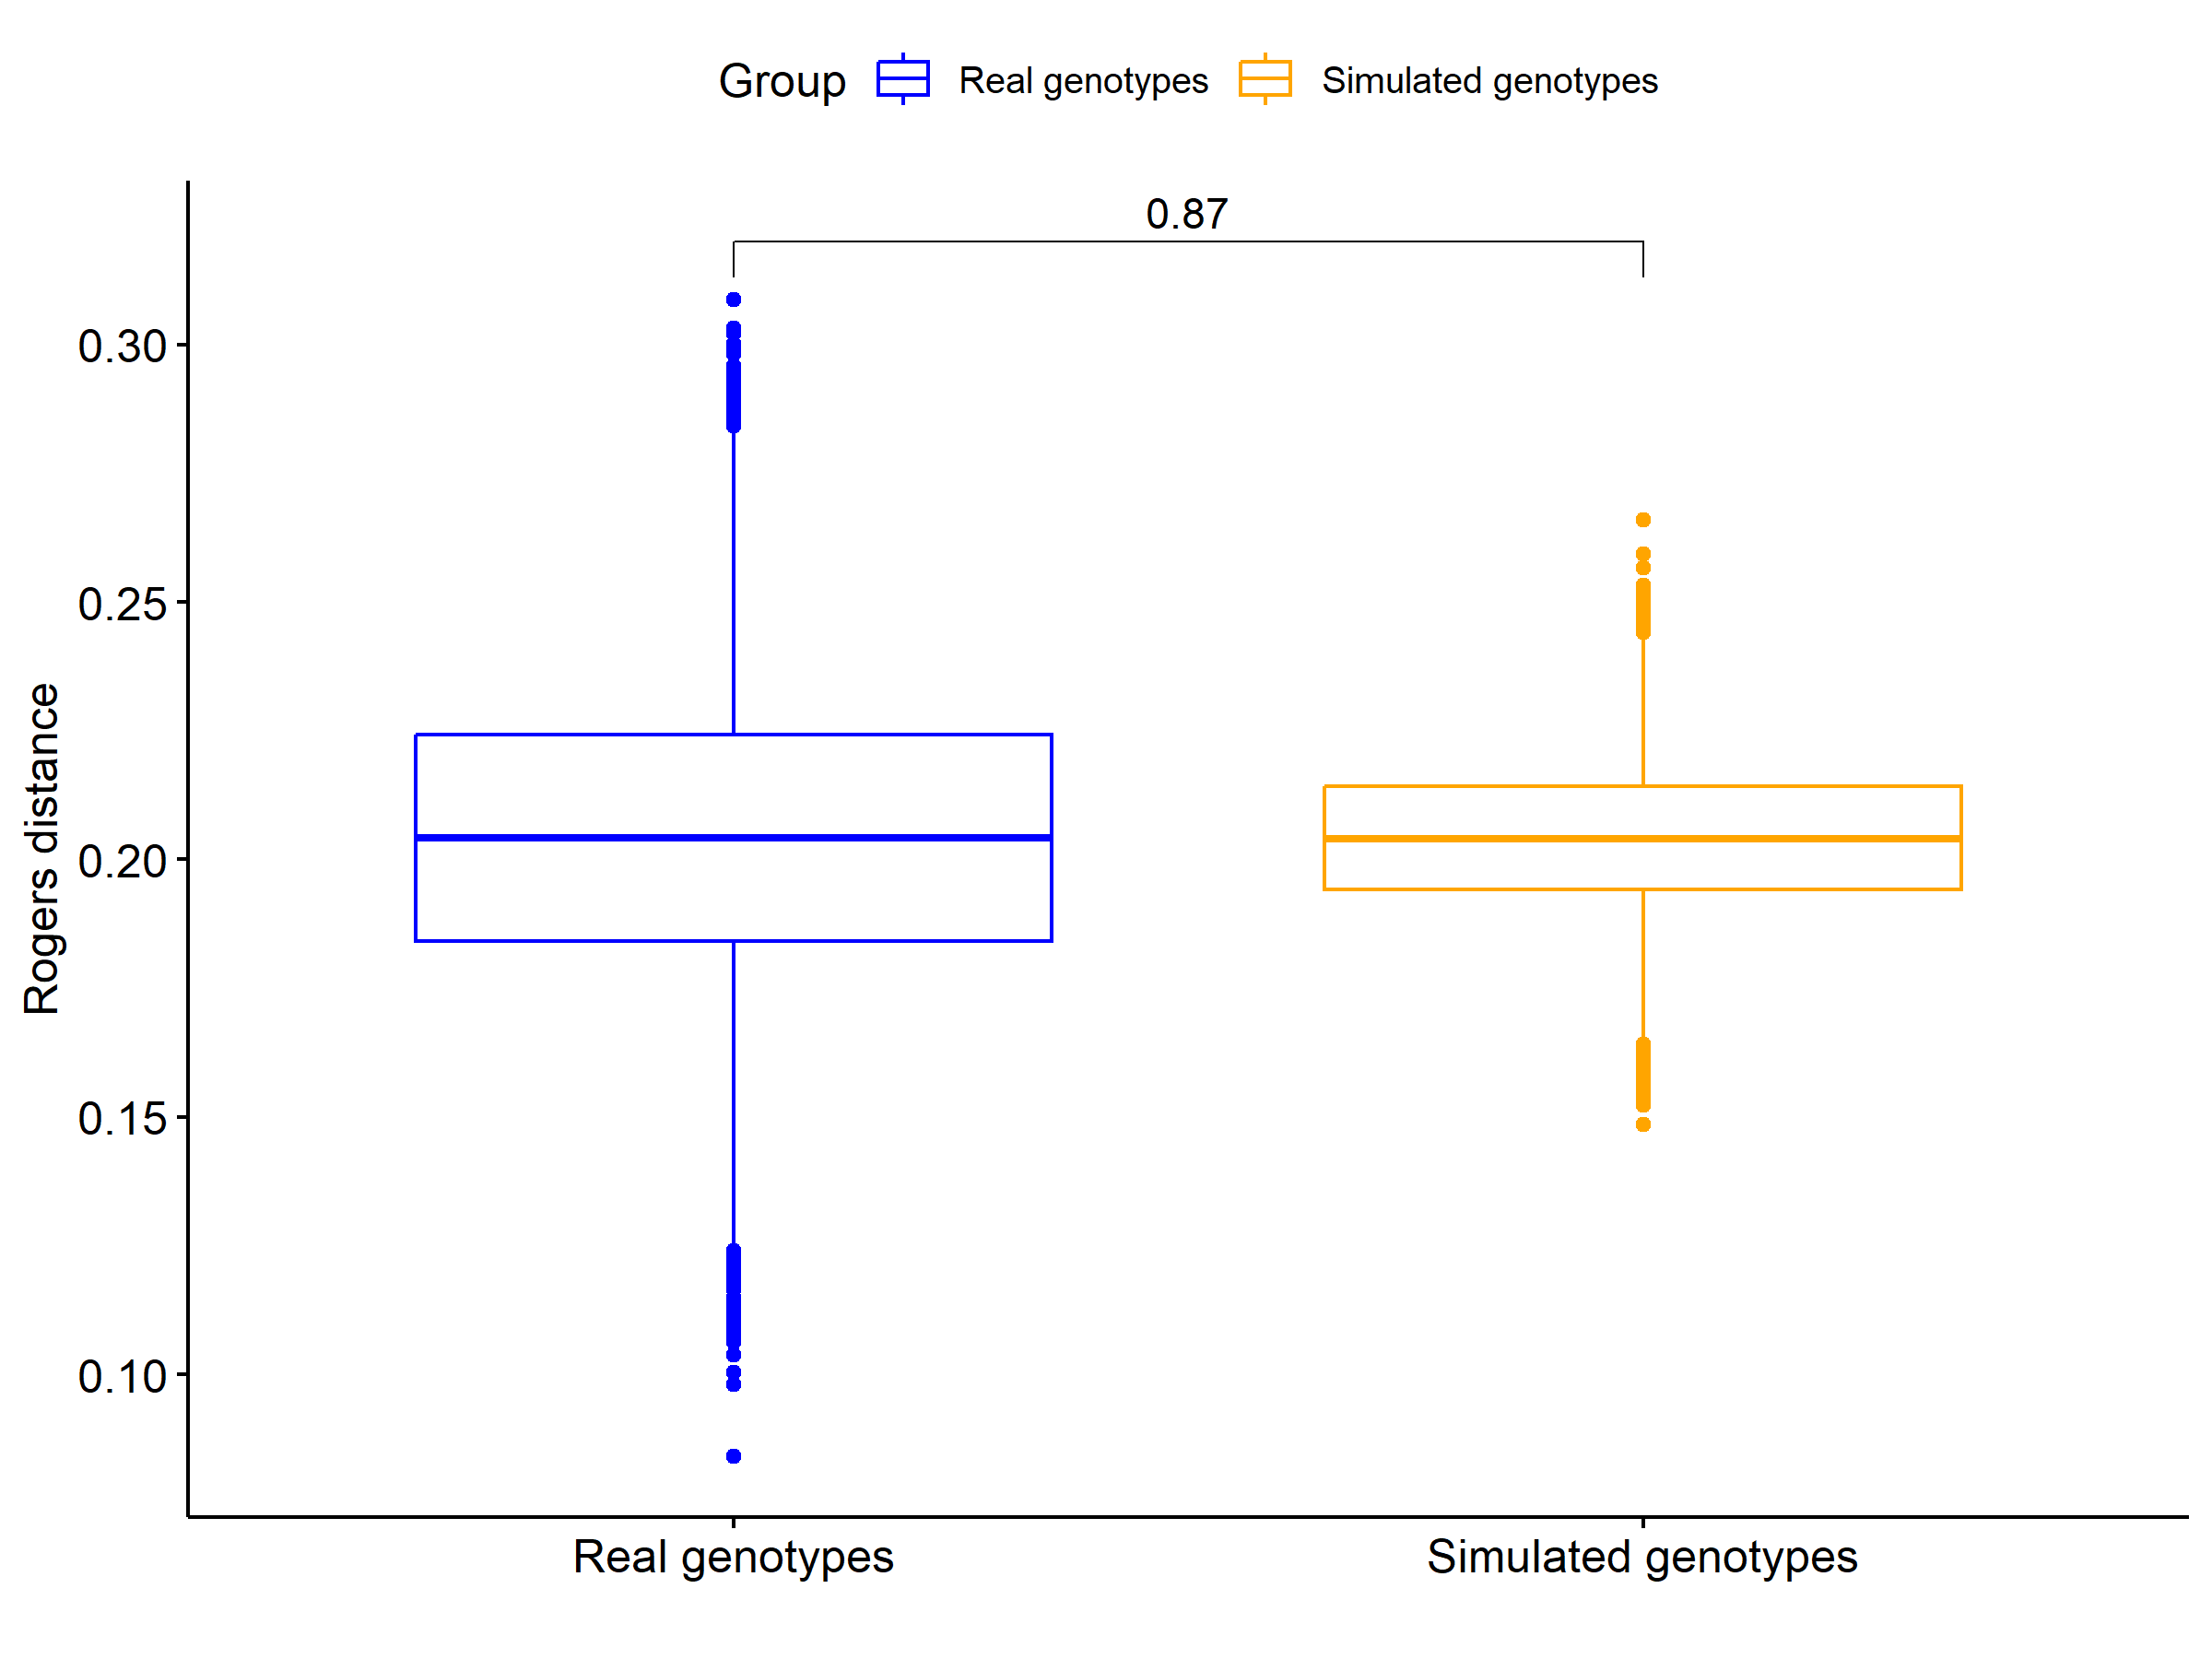 Group Real genotypes Simulated genotypes
0.87
0.30
0.25
0.20
0.15
0.10
Rogers distance
Real genotypes Simulated genotypes